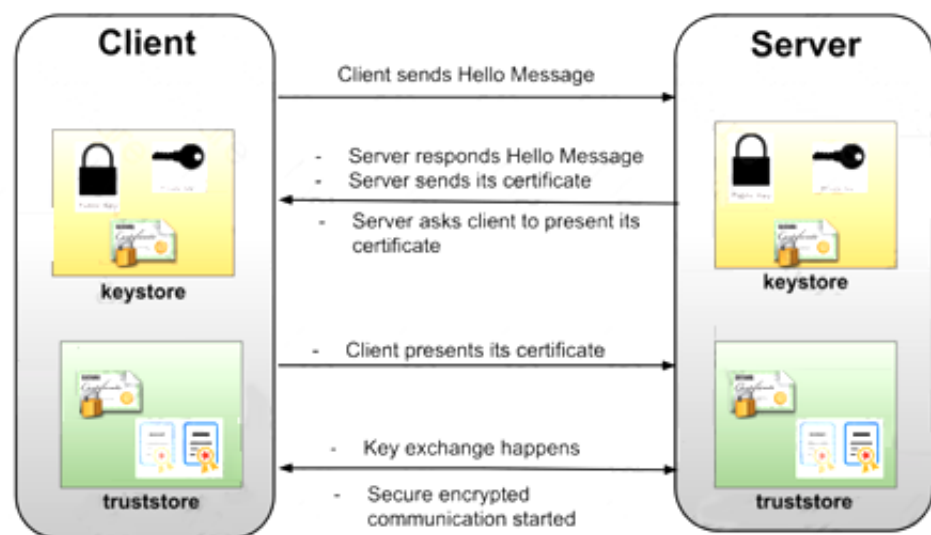 Client
Server
Client sends Hello Message
- Server responds Hello Message
- Server sends its certificate
- Server asks client to present its
certificate
keystore
keystore
- Client presents its certificate
- Key exchange happens
- Secure encrypted
communication started
truststore
truststore